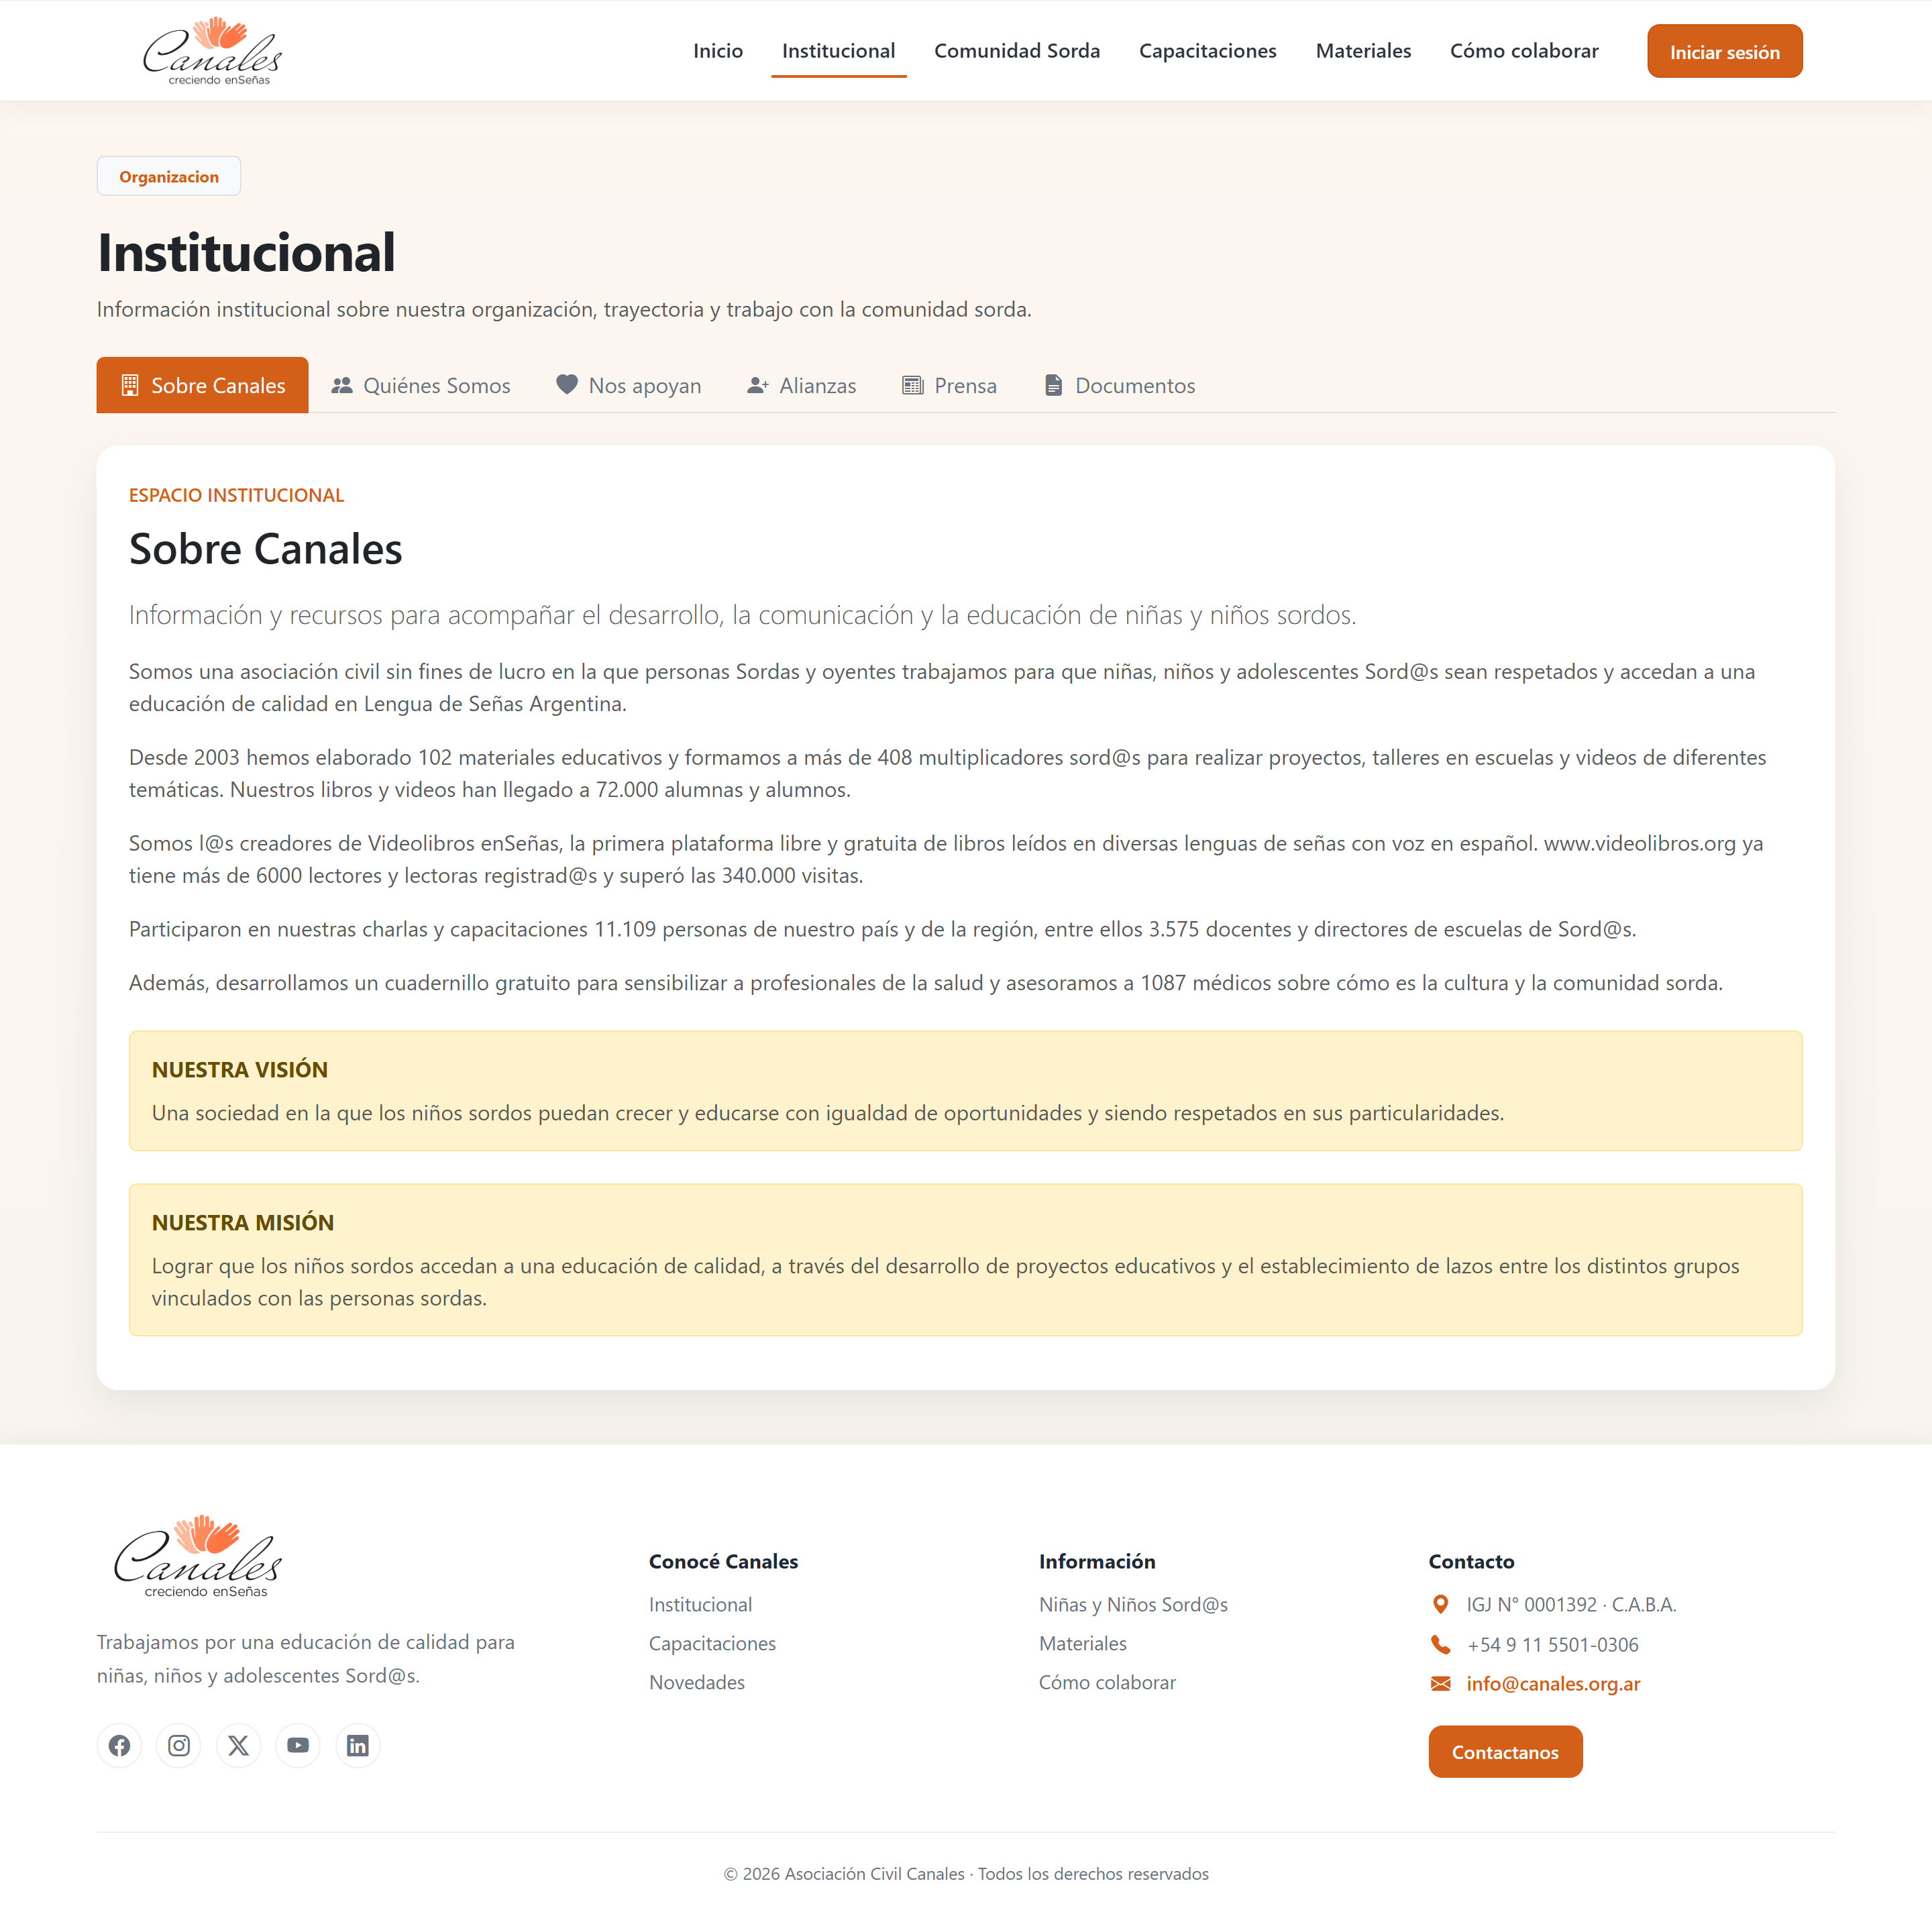 Canales
creciendo enSeñas
Inicio
Institucional
Comunidad Sorda
Capacitaciones
Materiales
Cómo colaborar
Iniciar sesión
Organizacion
Institucional
Información institucional sobre nuestra organización, trayectoria y trabajo con la comunidad sorda.
Sobre Canales
Quiénes Somos
Nos apoyan
Alianzas
Prensa
Documentos
ESPACIO INSTITUCIONAL
Sobre Canales
Información y recursos para acompañar el desarrollo, la comunicación y la educación de niñas y niños sordos.
Somos una asociación civil sin fines de lucro en la que personas Sordas y oyentes trabajamos para que niñas, niños y adolescentes Sord@s sean respetados y accedan a una
educación de calidad en Lengua de Señas Argentina.
Desde 2003 hemos elaborado 102 materiales educativos y formamos a más de 408 multiplicadores sord@s para realizar proyectos, talleres en escuelas y videos de diferentes
temáticas. Nuestros libros y videos han llegado a 72.000 alumnas y alumnos.
Somos l@s creadores de Videolibros enSeñas, la primera plataforma libre y gratuita de libros leídos en diversas lenguas de señas con voz en español. www.videolibros.org ya
tiene más de 6000 lectores y lectoras registrad@s y superó las 340.000 visitas.
Participaron en nuestras charlas y capacitaciones 11.109 personas de nuestro país y de la región, entre ellos 3.575 docentes y directores de escuelas de Sord@s.
Además, desarrollamos un cuadernillo gratuito para sensibilizar a profesionales de la salud y asesoramos a 1087 médicos sobre cómo es la cultura y la comunidad sorda.
NUESTRA VISIÓN
Una sociedad en la que los niños sordos puedan crecer y educarse con igualdad de oportunidades y siendo respetados en sus particularidades.
NUESTRA MISIÓN
Lograr que los niños sordos accedan a una educación de calidad, a través del desarrollo de proyectos educativos y el establecimiento de lazos entre los distintos grupos
vinculados con las personas sordas.
Canales
creciendo enSeñas
Trabajamos por una educación de calidad para
niñas, niños y adolescentes Sord@s.
Conocé Canales
Institucional
Capacitaciones
Novedades
Información
Niñas y Niños Sord@s
Materiales
Cómo colaborar
Contacto
IGJ N° 0001392 · C.A.B.A.
+54 9 11 5501-0306
info@canales.org.ar
Contactanos
© 2026 Asociación Civil Canales · Todos los derechos reservados